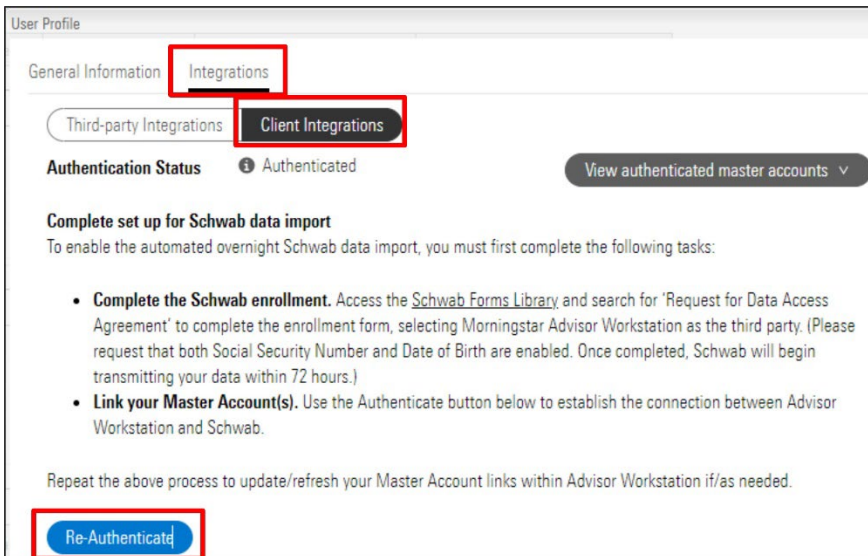 User Profile
General Information Integrations
Third-party Integrations Client Integrations
Authentication Status Authenticated View authenticated master accounts
Complete set up for Schwab data import
To enable the automated overnight Schwab data import, you must first complete the following tasks:
• Complete the Schwab enrollment. Access the Schwab Forms Library and search for 'Request for Data Access
Agreement' to complete the enrollment form, selecting Morningstar Advisor Workstation as the third party. (Please
request that both Social Security Number and Date of Birth are enabled. Once completed, Schwab will begin
transmitting your data within 72 hours.)
• Link your Master Account(s). Use the Authenticate button below to establish the connection between Advisor
Workstation and Schwab.
Repeat the above process to update/refresh your Master Account links within Advisor Workstation if/as needed.
Re-Authenticate